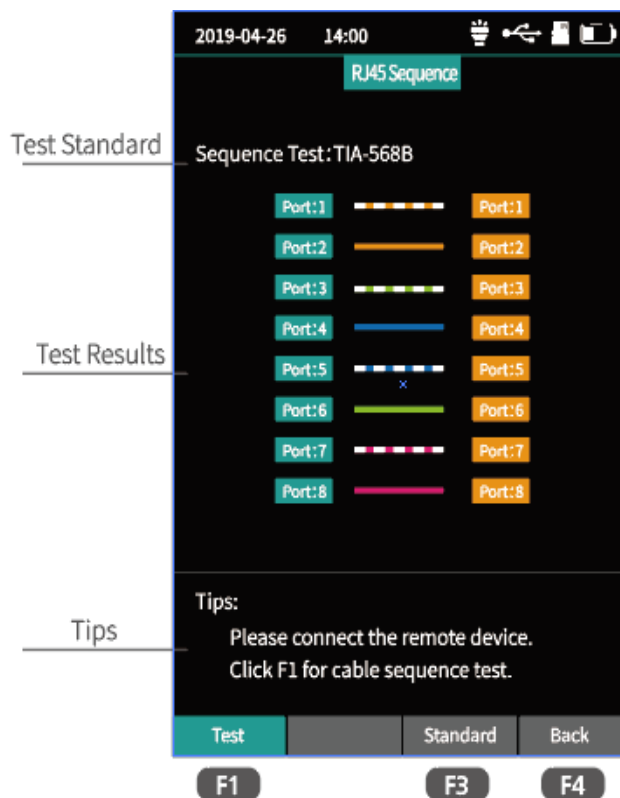 2019-04-26 14:00
RJ45 Sequence
Test Standard
Sequence Test:TIA-568B
Port:1 Port:1
Port:2 Port:2
Port:3 Port:3
Port:4 Port:4
Test Results
Port:5 Port:5
Port:6 Port:6
Port:7 Port:7
Port:8 Port:8
Tips
Tips:
Please connect the remote device.
Click F1 for cable sequence test.
Test Standard Back
F1 F3 F4